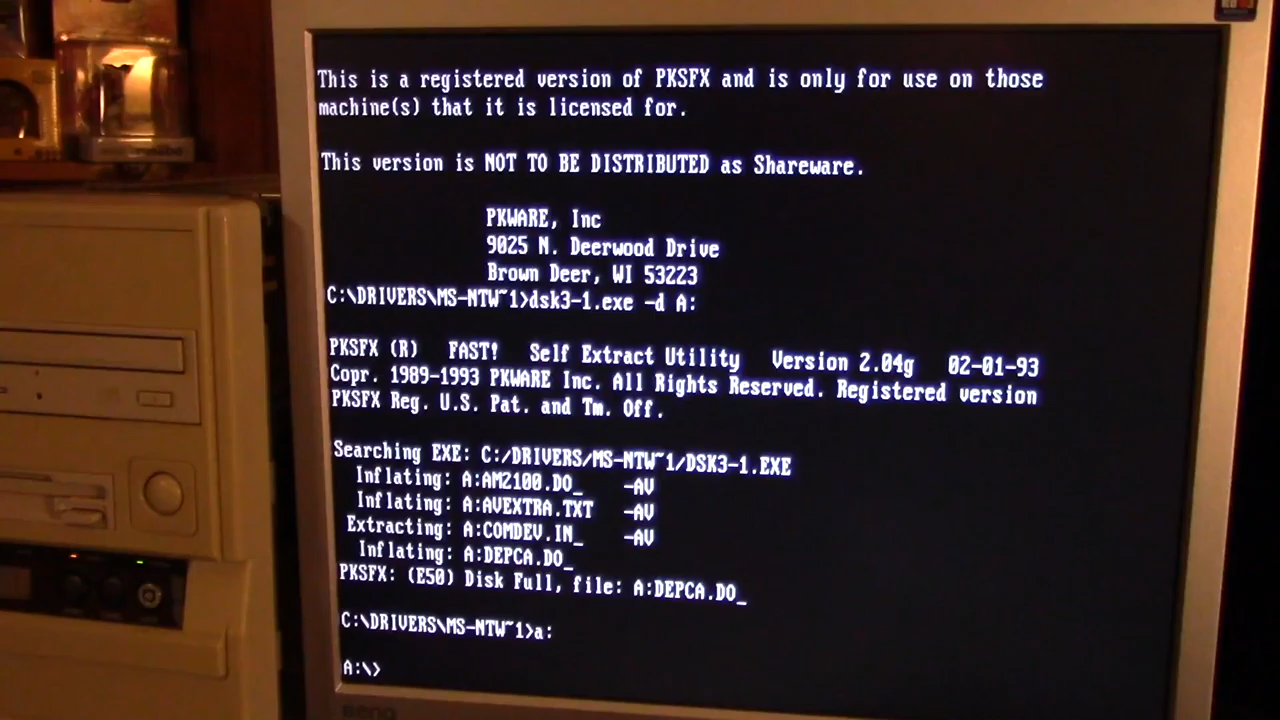 This is a registered version of PKSFX and is only for use on those
machine(s) that it is licensed for.
This version is NOT TO BE DISTRIBUTED as Shareware.
PKWARE, Inc
9025 N. Deerwood Drive
Brown Deer, WI 53223
C:\DRIVERS\MS-NTW~1>dsk3-1.exe -d A:
PKSFX (R) FAST! Self Extract Utility Version 2.04g 02-01-93
Copr. 1989-1993 PKWARE Inc. All Rights Reserved. Registered version
PKSFX Reg. U.S. Pat. and Tm. Off.
Searching EXE: C:/DRIVERS/MS-NTW~1/DSK3-1.EXE
Inflating: A:AM2100.DO_ -AV
Inflating: A:AVEXTRA.TXT -AV
Extracting: A:COMDEV.IN_ -AV
Inflating: A:DEPCA.DO_
PKSFX: (E50) Disk Full, file: A:DEPCA.DO_
C:\DRIVERS\MS-NTW~1>a:
A:\>
BenQ